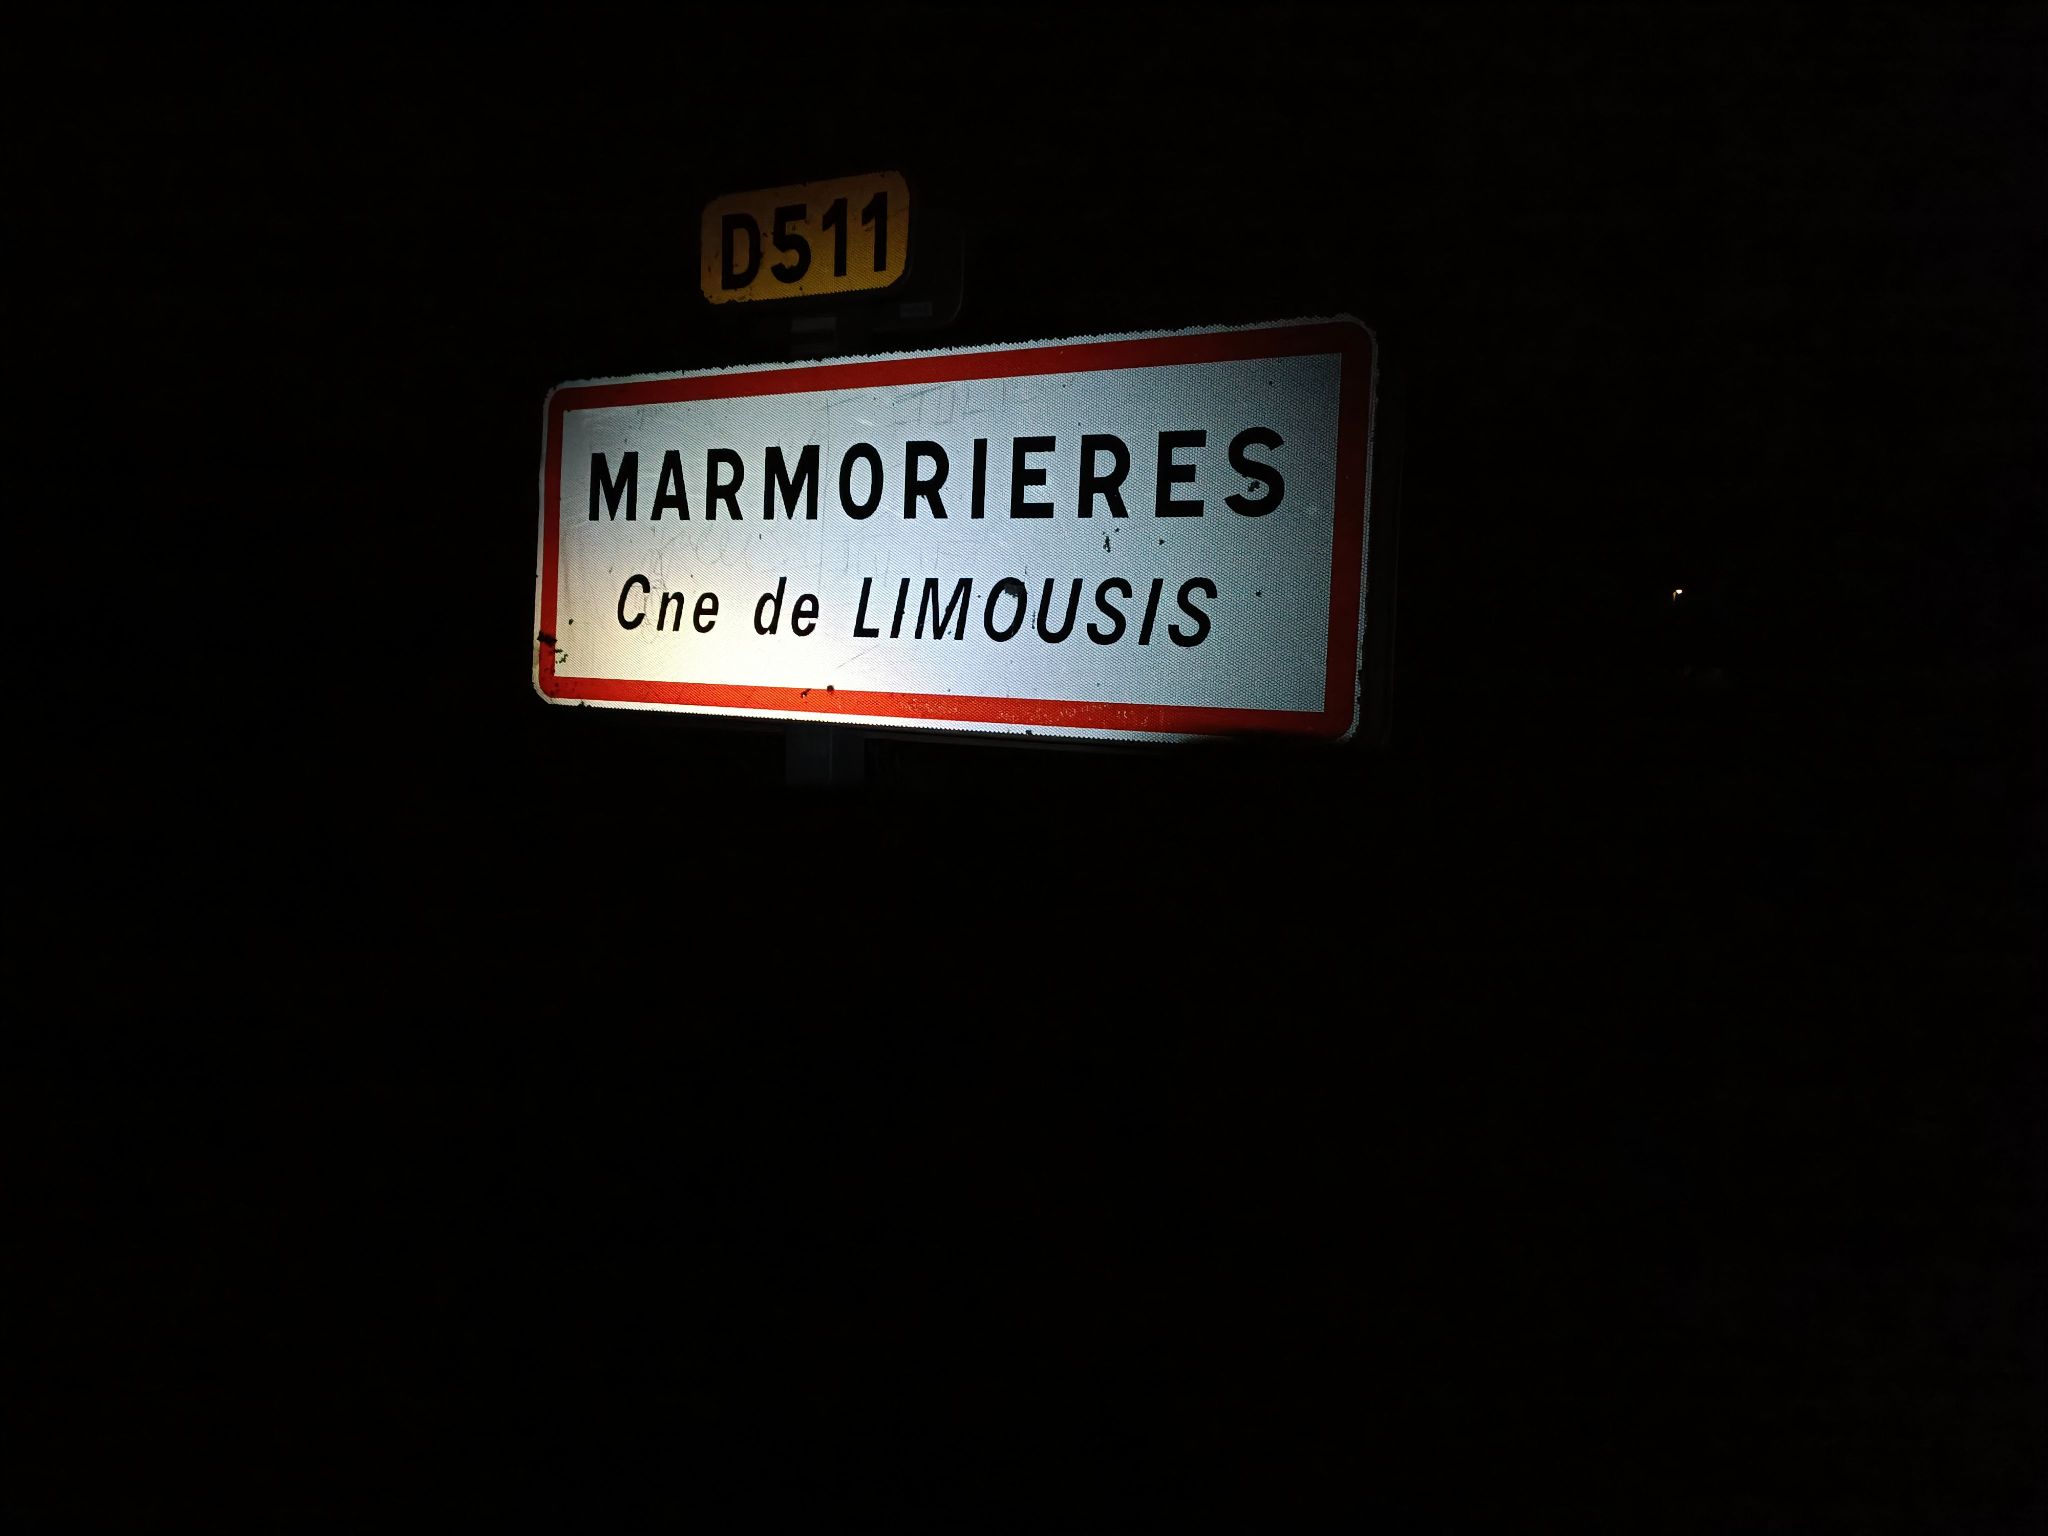 D511
MARMORIERES
Cne de LIMOUSIS